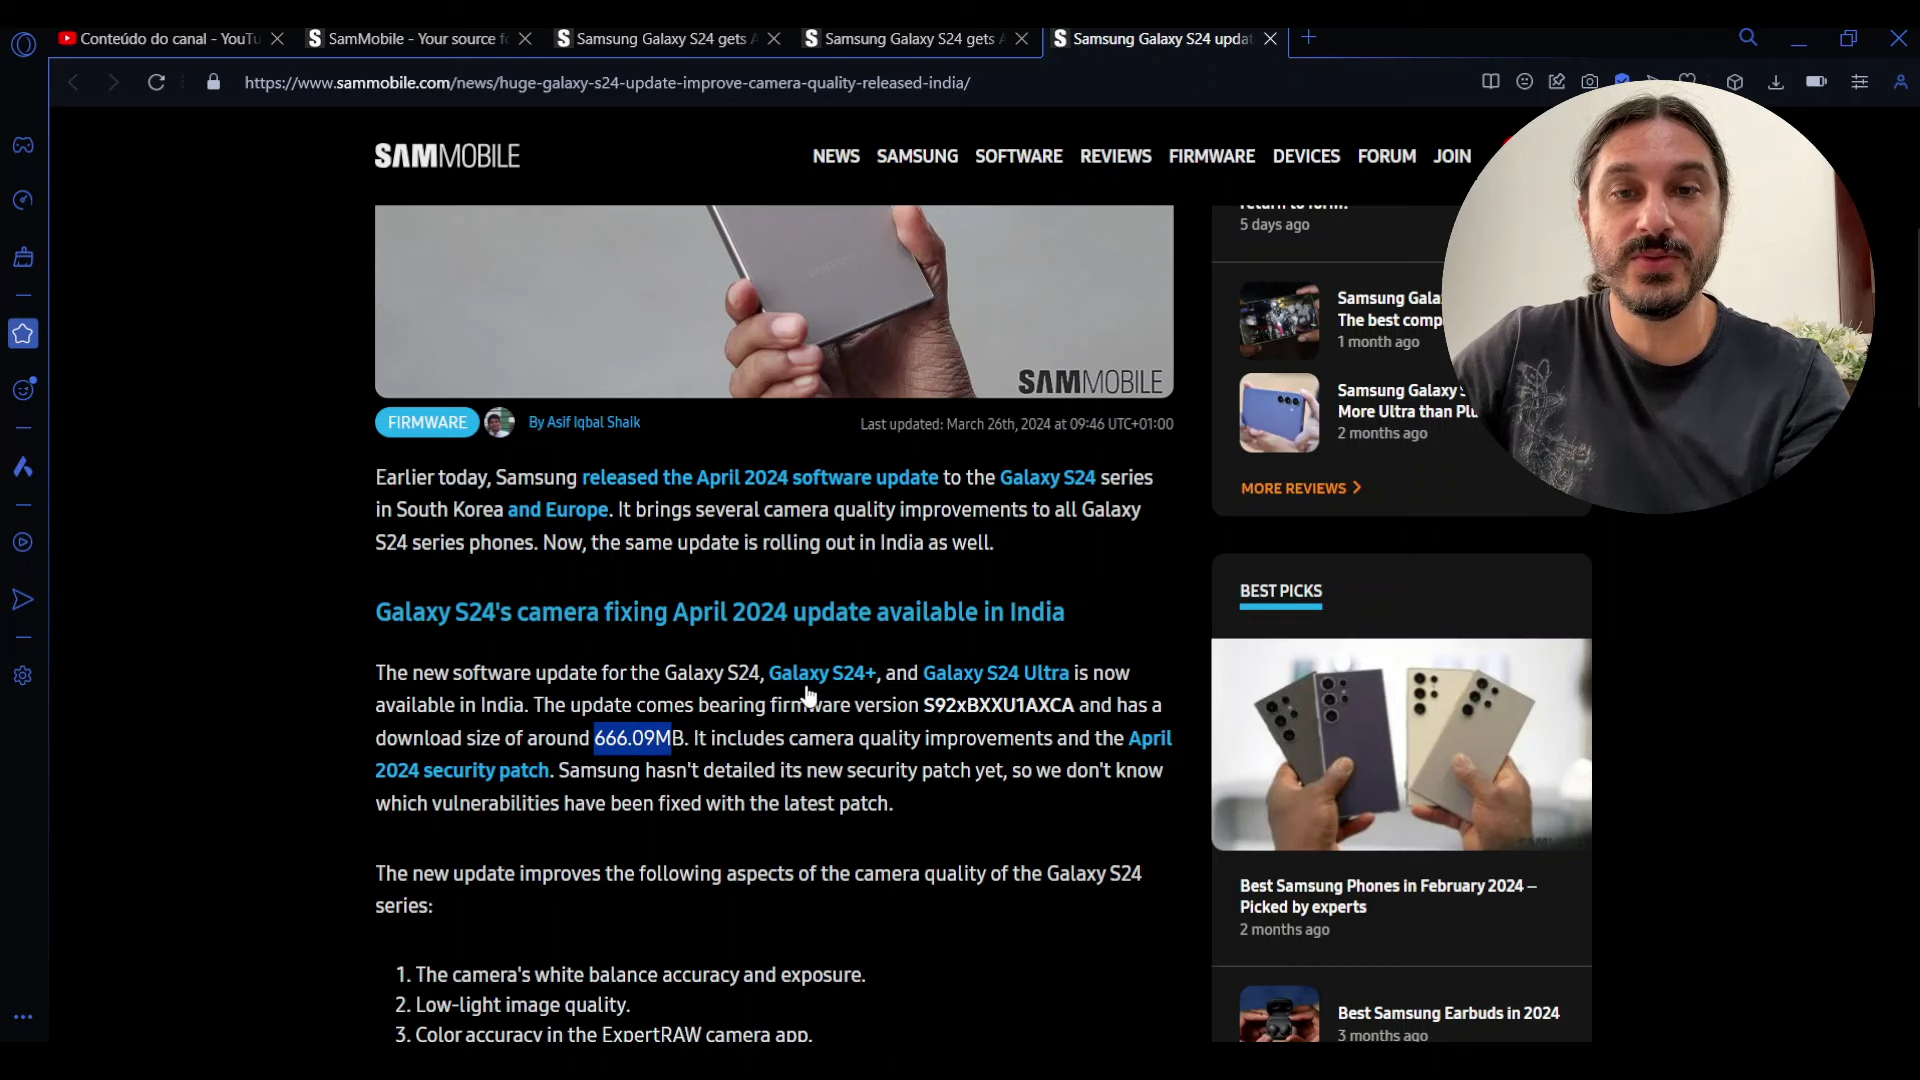 Conteúdo do canal - YouTu
SamMobile - Your source f
Samsung Galaxy S24 gets
Samsung Galaxy S24 gets
Samsung Galaxy S24 updat
https://www.sammobile.com/news/huge-galaxy-s24-update-improve-camera-quality-released-india/
SAMMOBILE
NEWS SAMSUNG SOFTWARE REVIEWS FIRMWARE DEVICES FORUM JOIN
SAMSUNG
SAMMOBILE
FIRMWARE By Asif Iqbal Shaik Last updated: March 26th, 2024 at 09:46 UTC+01:00
Earlier today, Samsung released the April 2024 software update to the Galaxy S24 series
in South Korea and Europe. It brings several camera quality improvements to all Galaxy
S24 series phones. Now, the same update is rolling out in India as well.
Galaxy S24's camera fixing April 2024 update available in India
The new software update for the Galaxy S24, Galaxy S24+, and Galaxy S24 Ultra is now
available in India. The update comes bearing firmware version S92xBXXU1AXCA and has a
download size of around 666.09MB. It includes camera quality improvements and the April
2024 security patch. Samsung hasn't detailed its new security patch yet, so we don't know
which vulnerabilities have been fixed with the latest patch.
The new update improves the following aspects of the camera quality of the Galaxy S24
series:
1. The camera's white balance accuracy and exposure.
2. Low-light image quality.
3. Color accuracy in the ExpertRAW camera app.
return to form!
5 days ago
Samsung Gala
The best comp
1 month ago
Samsung Galaxy
More Ultra than Plu
2 months ago
MORE REVIEWS
BEST PICKS
Best Samsung Phones in February 2024 –
Picked by experts
2 months ago
Best Samsung Earbuds in 2024
3 months ago